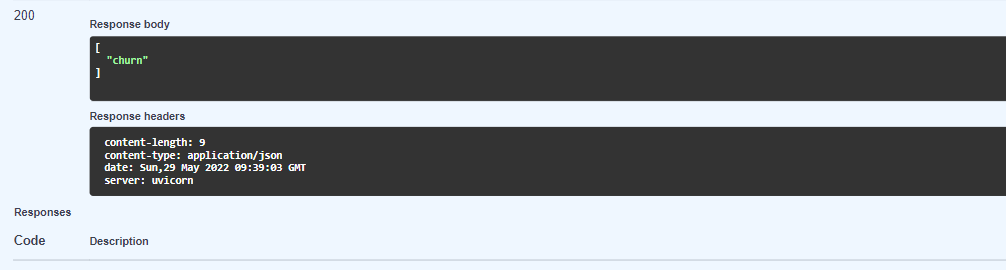 200
Response body
[
"churn"
]
Response headers
content-length: 9
content-type: application/json
date: Sun,29 May 2022 09:39:03 GMT
server: uvicorn
Responses
Code Description